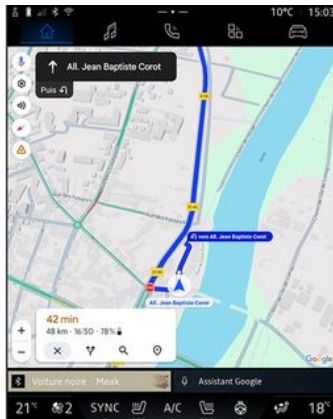 10°C 15:03
All. Jean Baptiste Corot
Puis
vers All. Jean Baptiste Corot
All. Jean Baptiste Corot
42 min
48 km · 16:50 · 78%
Google
Voiture noire · Meak
Assistant Google
21° 2 SYNC A/C 18°